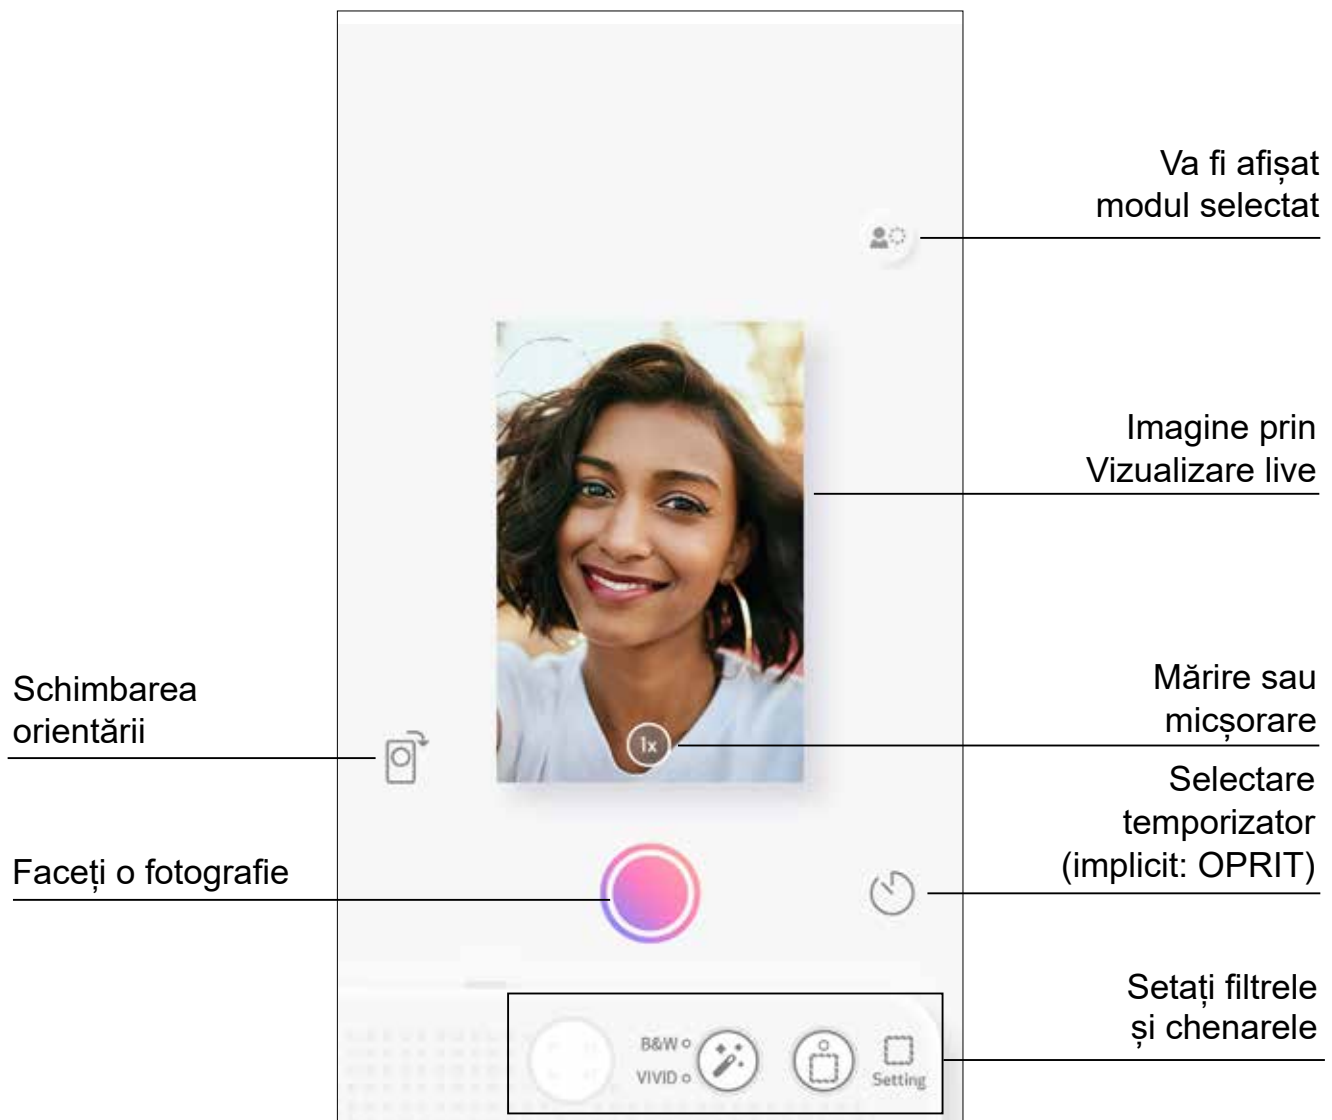 Va fi afișat
modul selectat
Imagine prin
Vizualizare live
Schimbarea
orientării
Mărire sau
micșorare
1x
Selectare
temporizator
(implicit: OPRIT)
Faceți o fotografie
Setați filtrele
și chenarele
B&W
VIVID
Setting